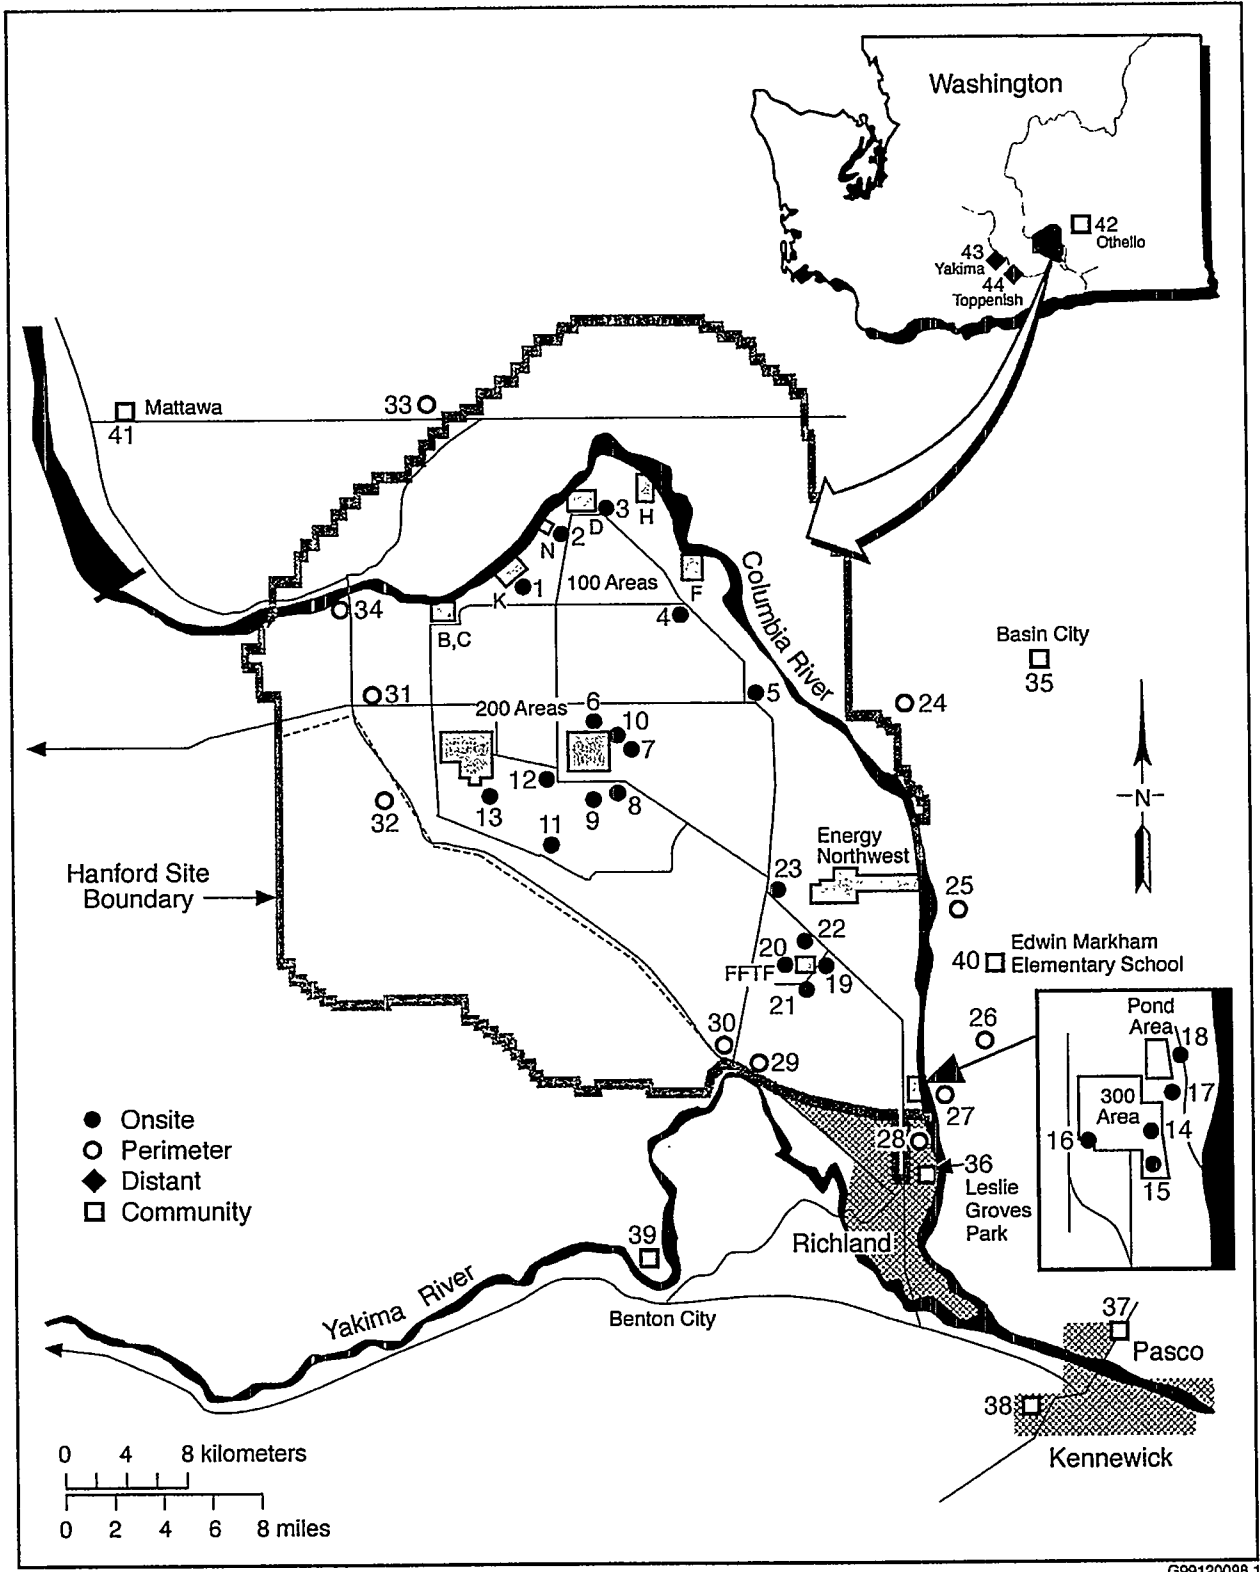 Washington
42
Othello
43
Yakima
44
Toppenish
33
Mattawa
41
3
H
D
2
N
100 Areas
F
K
1
Columbia River
34
4
B,C
Basin City
35
31
5
6
200 Areas
24
10
7
12
N
32
13
9
8
11
Energy
Northwest
Hanford Site
Boundary
23
25
22
20
40
Edwin Markham
Elementary School
FFTF
19
21
Pond
Area
30
26
18
29
300
Area
17
27
Onsite
Perimeter
Distant
Community
28
16
14
36
15
Leslie
Groves
Park
39
Richland
Yakima River
Benton City
37
Pasco
38
Kennewick
0 4 8 kilometers
0 2 4 6 8 miles